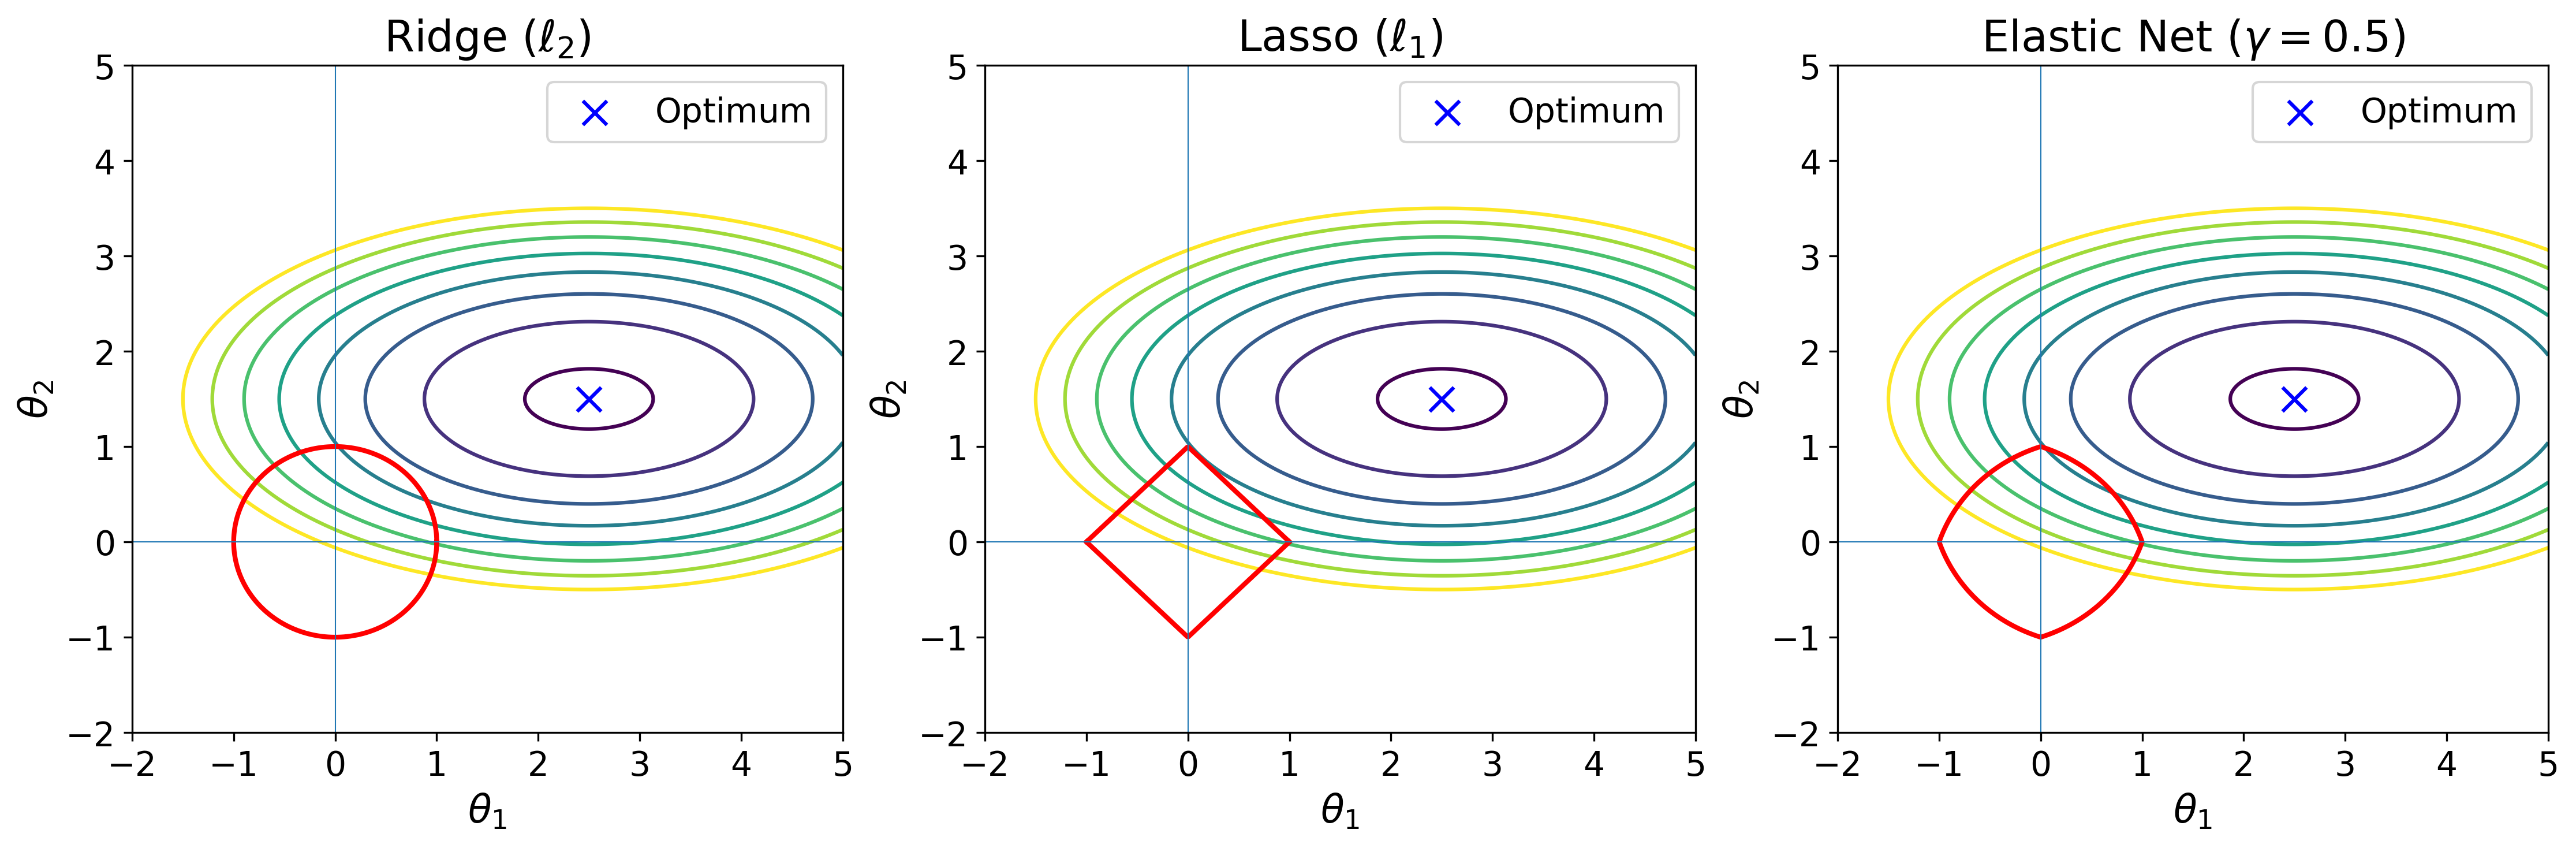 Ridge (ℓ₂)
5
4
3
2
1
0
−1
−2
−2 −1 0 1 2 3 4 5
θ₂
θ₁
Optimum
Lasso (ℓ₁)
5
4
3
2
1
0
−1
−2
−2 −1 0 1 2 3 4 5
θ₂
θ₁
Optimum
Elastic Net (γ = 0.5)
5
4
3
2
1
0
−1
−2
−2 −1 0 1 2 3 4 5
θ₂
θ₁
Optimum